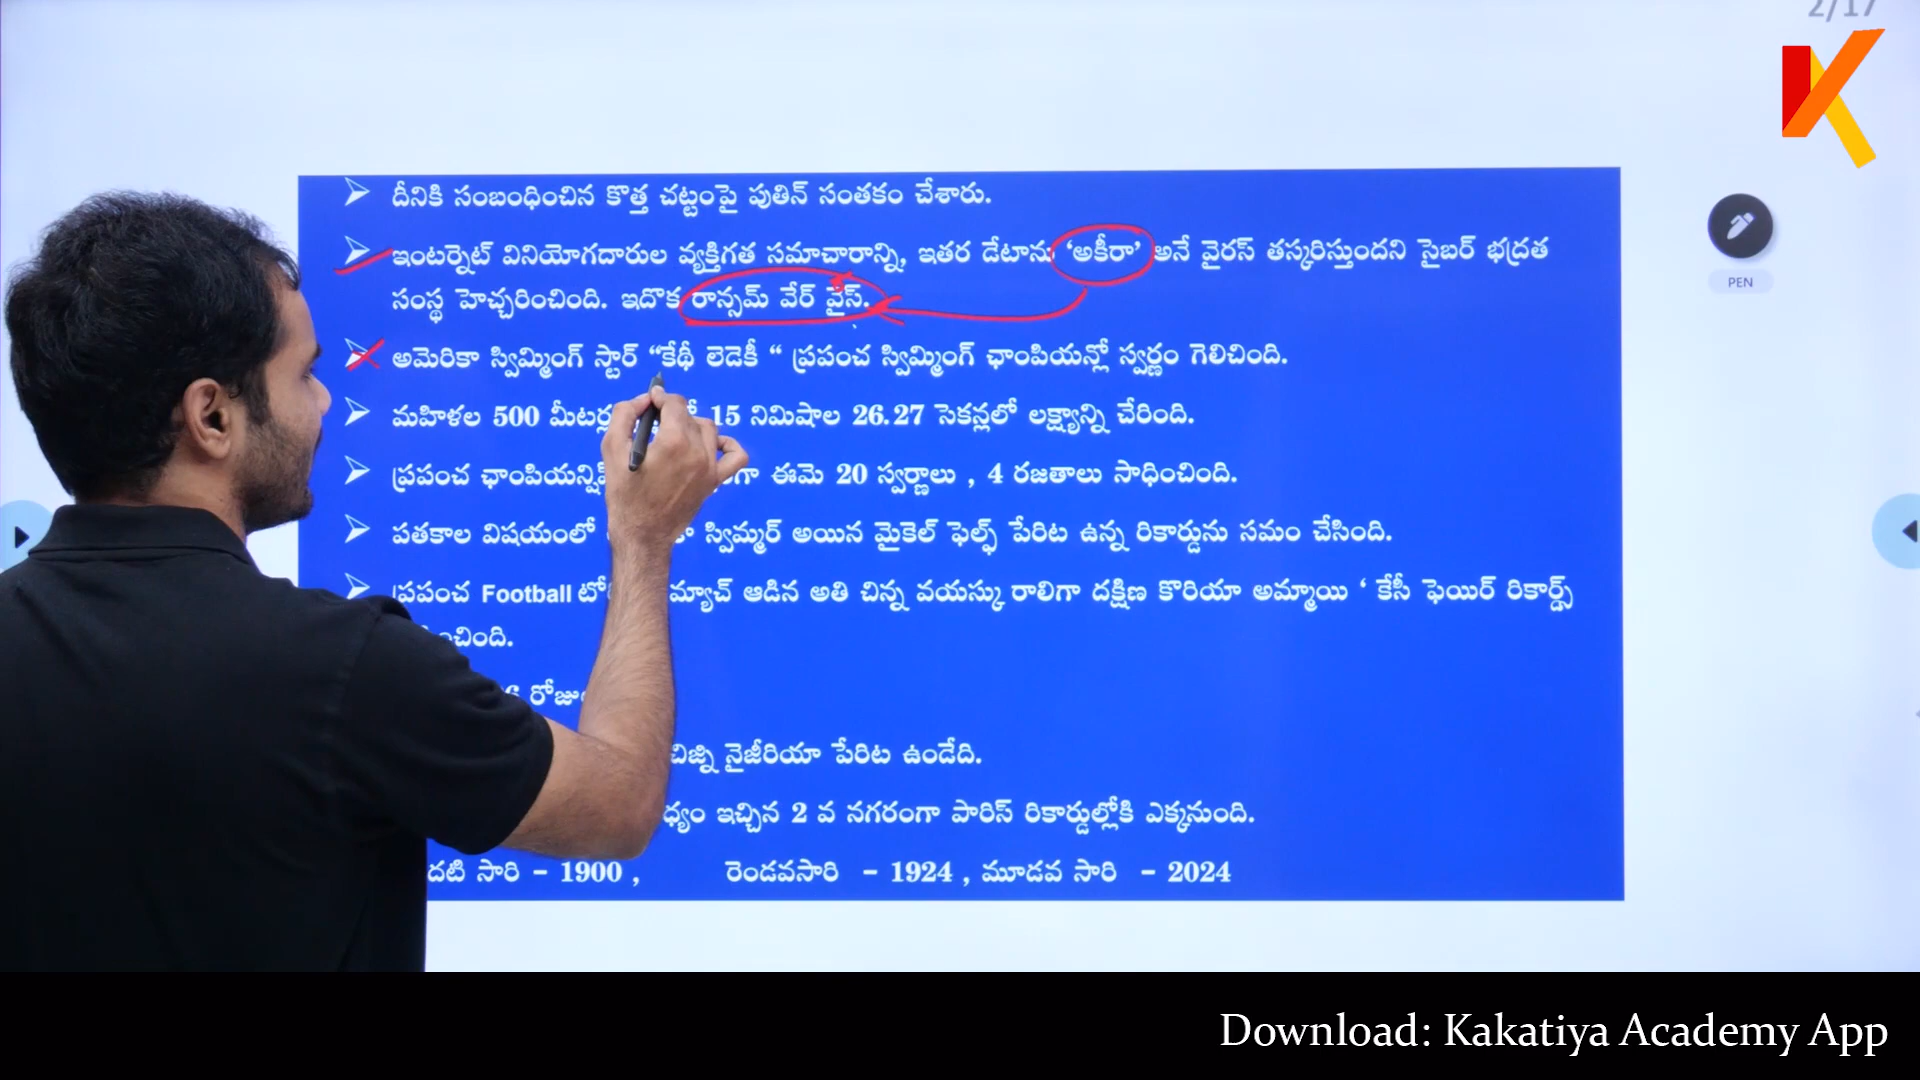 2/17
దీనికి సంబంధించిన కొత్త చట్టంపై పుతిన్ సంతకం చేశారు.
ఇంటర్నెట్ వినియోగదారుల వ్యక్తిగత సమాచారాన్ని, ఇతర డేటాను ‘అకీరా’ అనే వైరస్ తస్కరిస్తుందని సైబర్ భద్రత
సంస్థ హెచ్చరించింది. ఇదొక రాన్సమ్ వేర్ వైస్.
PEN
అమెరికా స్విమ్మింగ్ స్టార్ “కేథీ లెడెకీ “ ప్రపంచ స్విమ్మింగ్ ఛాంపియన్లో స్వర్ణం గెలిచింది.
మహిళల 500 15 నిమిషాల 26.27 సెకన్లలో లక్ష్యాన్ని చేరింది.
ప్రపంచ ఈమె 20 స్వర్ణాలు , 4 రజతాలు సాధించింది.
పతకాల విషయంలో స్విమ్మర్ అయిన మైకెల్ ఫెల్ఫ్ పేరిట ఉన్న రికార్డును సమం చేసింది.
ప్రపంచ Football మ్యాచ్ ఆడిన అతి చిన్న వయస్కు రాలిగా దక్షిణ కొరియా అమ్మాయి ‘ కేసీ ఫెయిర్ రికార్డ్స్
నైజీరియా పేరిట ఉండేది.
ఇచ్చిన 2 వ నగరంగా పారిస్ రికార్డుల్లోకి ఎక్కనుంది.
సారి - 1900 , రెండవసారి - 1924 , మూడవ సారి - 2024
Download: Kakatiya Academy App